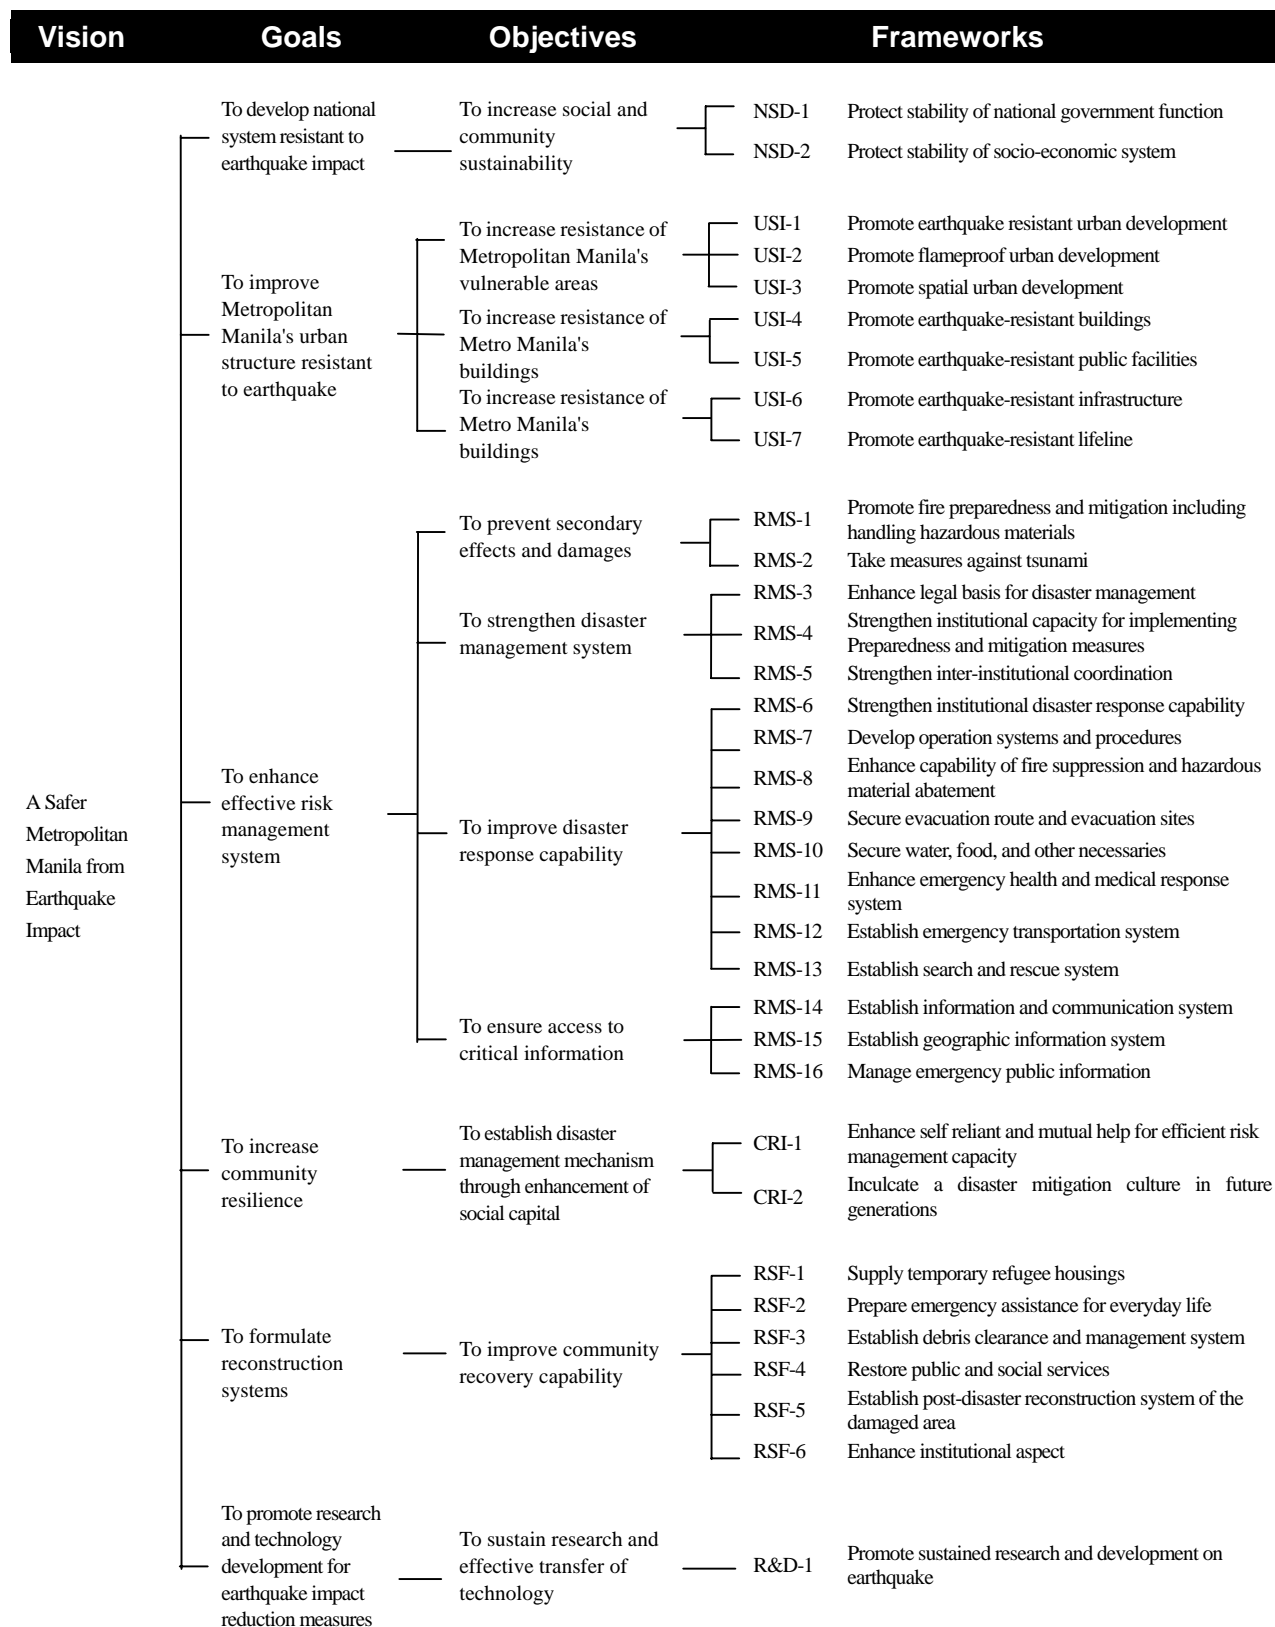 Vision Goals Objectives Frameworks
To develop national
system resistant to
earthquake impact
To increase social and
community
sustainability
NSD-1 Protect stability of national government function
NSD-2 Protect stability of socio-economic system
To improve
Metropolitan
Manila's urban
structure resistant
to earthquake
To increase resistance of
Metropolitan Manila's
vulnerable areas
USI-1 Promote earthquake resistant urban development
USI-2 Promote flameproof urban development
USI-3 Promote spatial urban development
To increase resistance of
Metro Manila's
buildings
USI-4 Promote earthquake-resistant buildings
USI-5 Promote earthquake-resistant public facilities
To increase resistance of
Metro Manila's
buildings
USI-6 Promote earthquake-resistant infrastructure
USI-7 Promote earthquake-resistant lifeline
A Safer
Metropolitan
Manila from
Earthquake
Impact
To enhance
effective risk
management
system
To prevent secondary
effects and damages
RMS-1 Promote fire preparedness and mitigation including
handling hazardous materials
RMS-2 Take measures against tsunami
To strengthen disaster
management system
RMS-3 Enhance legal basis for disaster management
RMS-4 Strengthen institutional capacity for implementing
Preparedness and mitigation measures
RMS-5 Strengthen inter-institutional coordination
To improve disaster
response capability
RMS-6 Strengthen institutional disaster response capability
RMS-7 Develop operation systems and procedures
RMS-8 Enhance capability of fire suppression and hazardous
material abatement
RMS-9 Secure evacuation route and evacuation sites
RMS-10 Secure water, food, and other necessaries
RMS-11 Enhance emergency health and medical response
system
RMS-12 Establish emergency transportation system
RMS-13 Establish search and rescue system
To ensure access to
critical information
RMS-14 Establish information and communication system
RMS-15 Establish geographic information system
RMS-16 Manage emergency public information
To increase
community
resilience
To establish disaster
management mechanism
through enhancement of
social capital
CRI-1 Enhance self reliant and mutual help for efficient risk
management capacity
CRI-2 Inculcate a disaster mitigation culture in future
generations
To formulate
reconstruction
systems
To improve community
recovery capability
RSF-1 Supply temporary refugee housings
RSF-2 Prepare emergency assistance for everyday life
RSF-3 Establish debris clearance and management system
RSF-4 Restore public and social services
RSF-5 Establish post-disaster reconstruction system of the
damaged area
RSF-6 Enhance institutional aspect
To promote research
and technology
development for
earthquake impact
reduction measures
To sustain research and
effective transfer of
technology
R&D-1 Promote sustained research and development on
earthquake